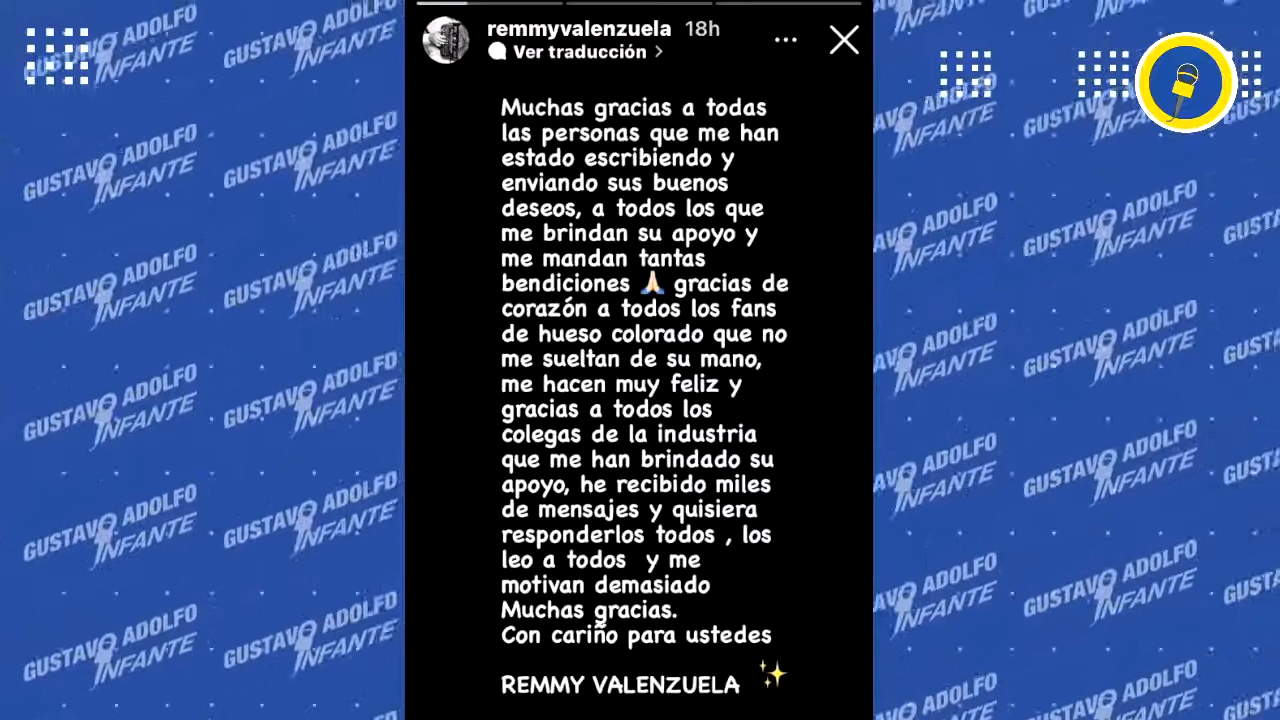 remmyvalenzuela 18h
Ver traducción
Muchas gracias a todas
las personas que me han
estado escribiendo y
enviando sus buenos
deseos, a todos los que
me brindan su apoyo y
me mandan tantas
bendiciones 🙏🏻 gracias de
corazón a todos los fans
de hueso colorado que no
me sueltan de su mano,
me hacen muy feliz y
gracias a todos los
colegas de la industria
que me han brindado su
apoyo, he recibido miles
de mensajes y quisiera
responderlos todos , los
leo a todos y me
motivan demasiado
Muchas gracias.
Con cariño para ustedes
REMMY VALENZUELA ✨
GUSTAVO ADOLFO
INFANTE